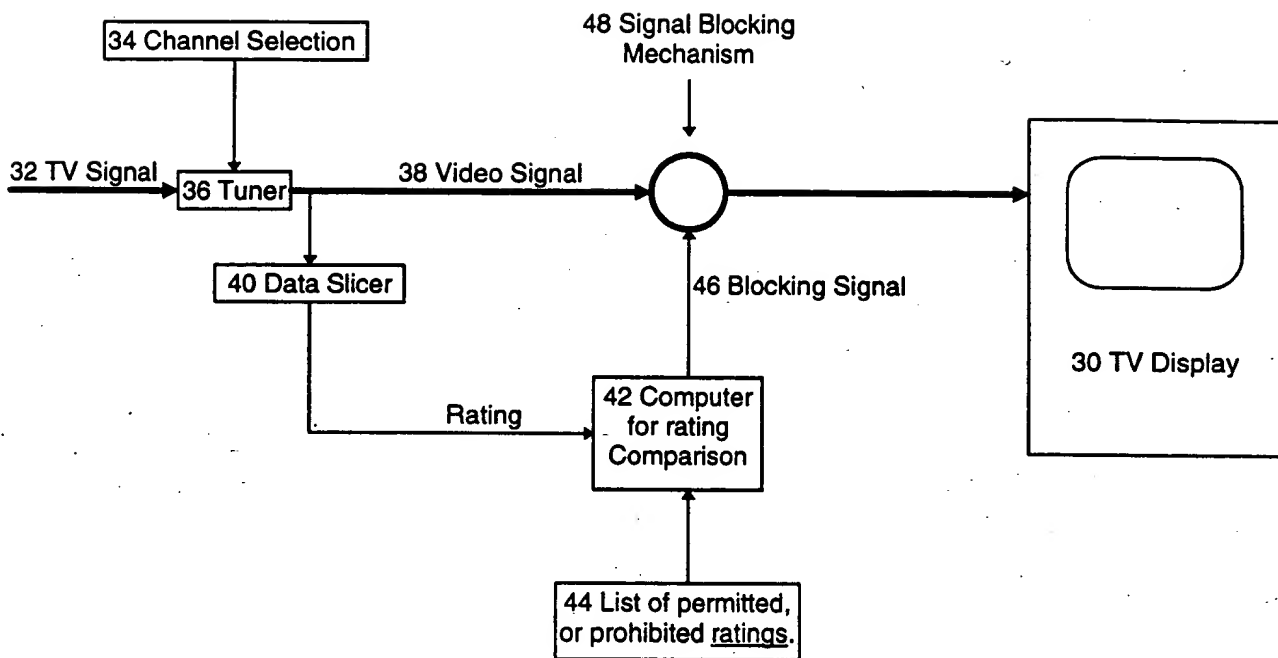 34 Channel Selection
48 Signal Blocking
Mechanism
32 TV Signal
36 Tuner
38 Video Signal
40 Data Slicer
46 Blocking Signal
30 TV Display
Rating
42 Computer
for rating
Comparison
44 List of permitted,
or prohibited ratings.